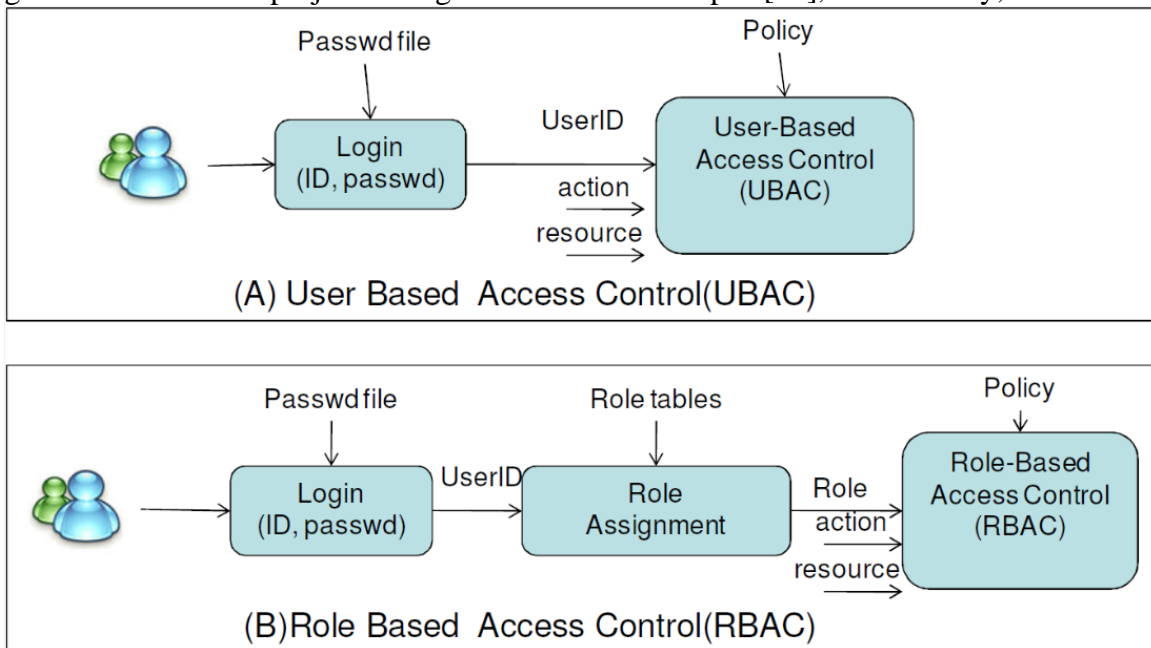 Passwd file
Policy
UserID
Login
(ID, passwd)
User-Based
Access Control
(UBAC)
action
resource
(A) User Based Access Control(UBAC)
Passwd file
Role tables
Policy
UserID
Login
(ID, passwd)
Role
Assignment
Role
action
resource
Role-Based
Access Control
(RBAC)
(B)Role Based Access Control(RBAC)